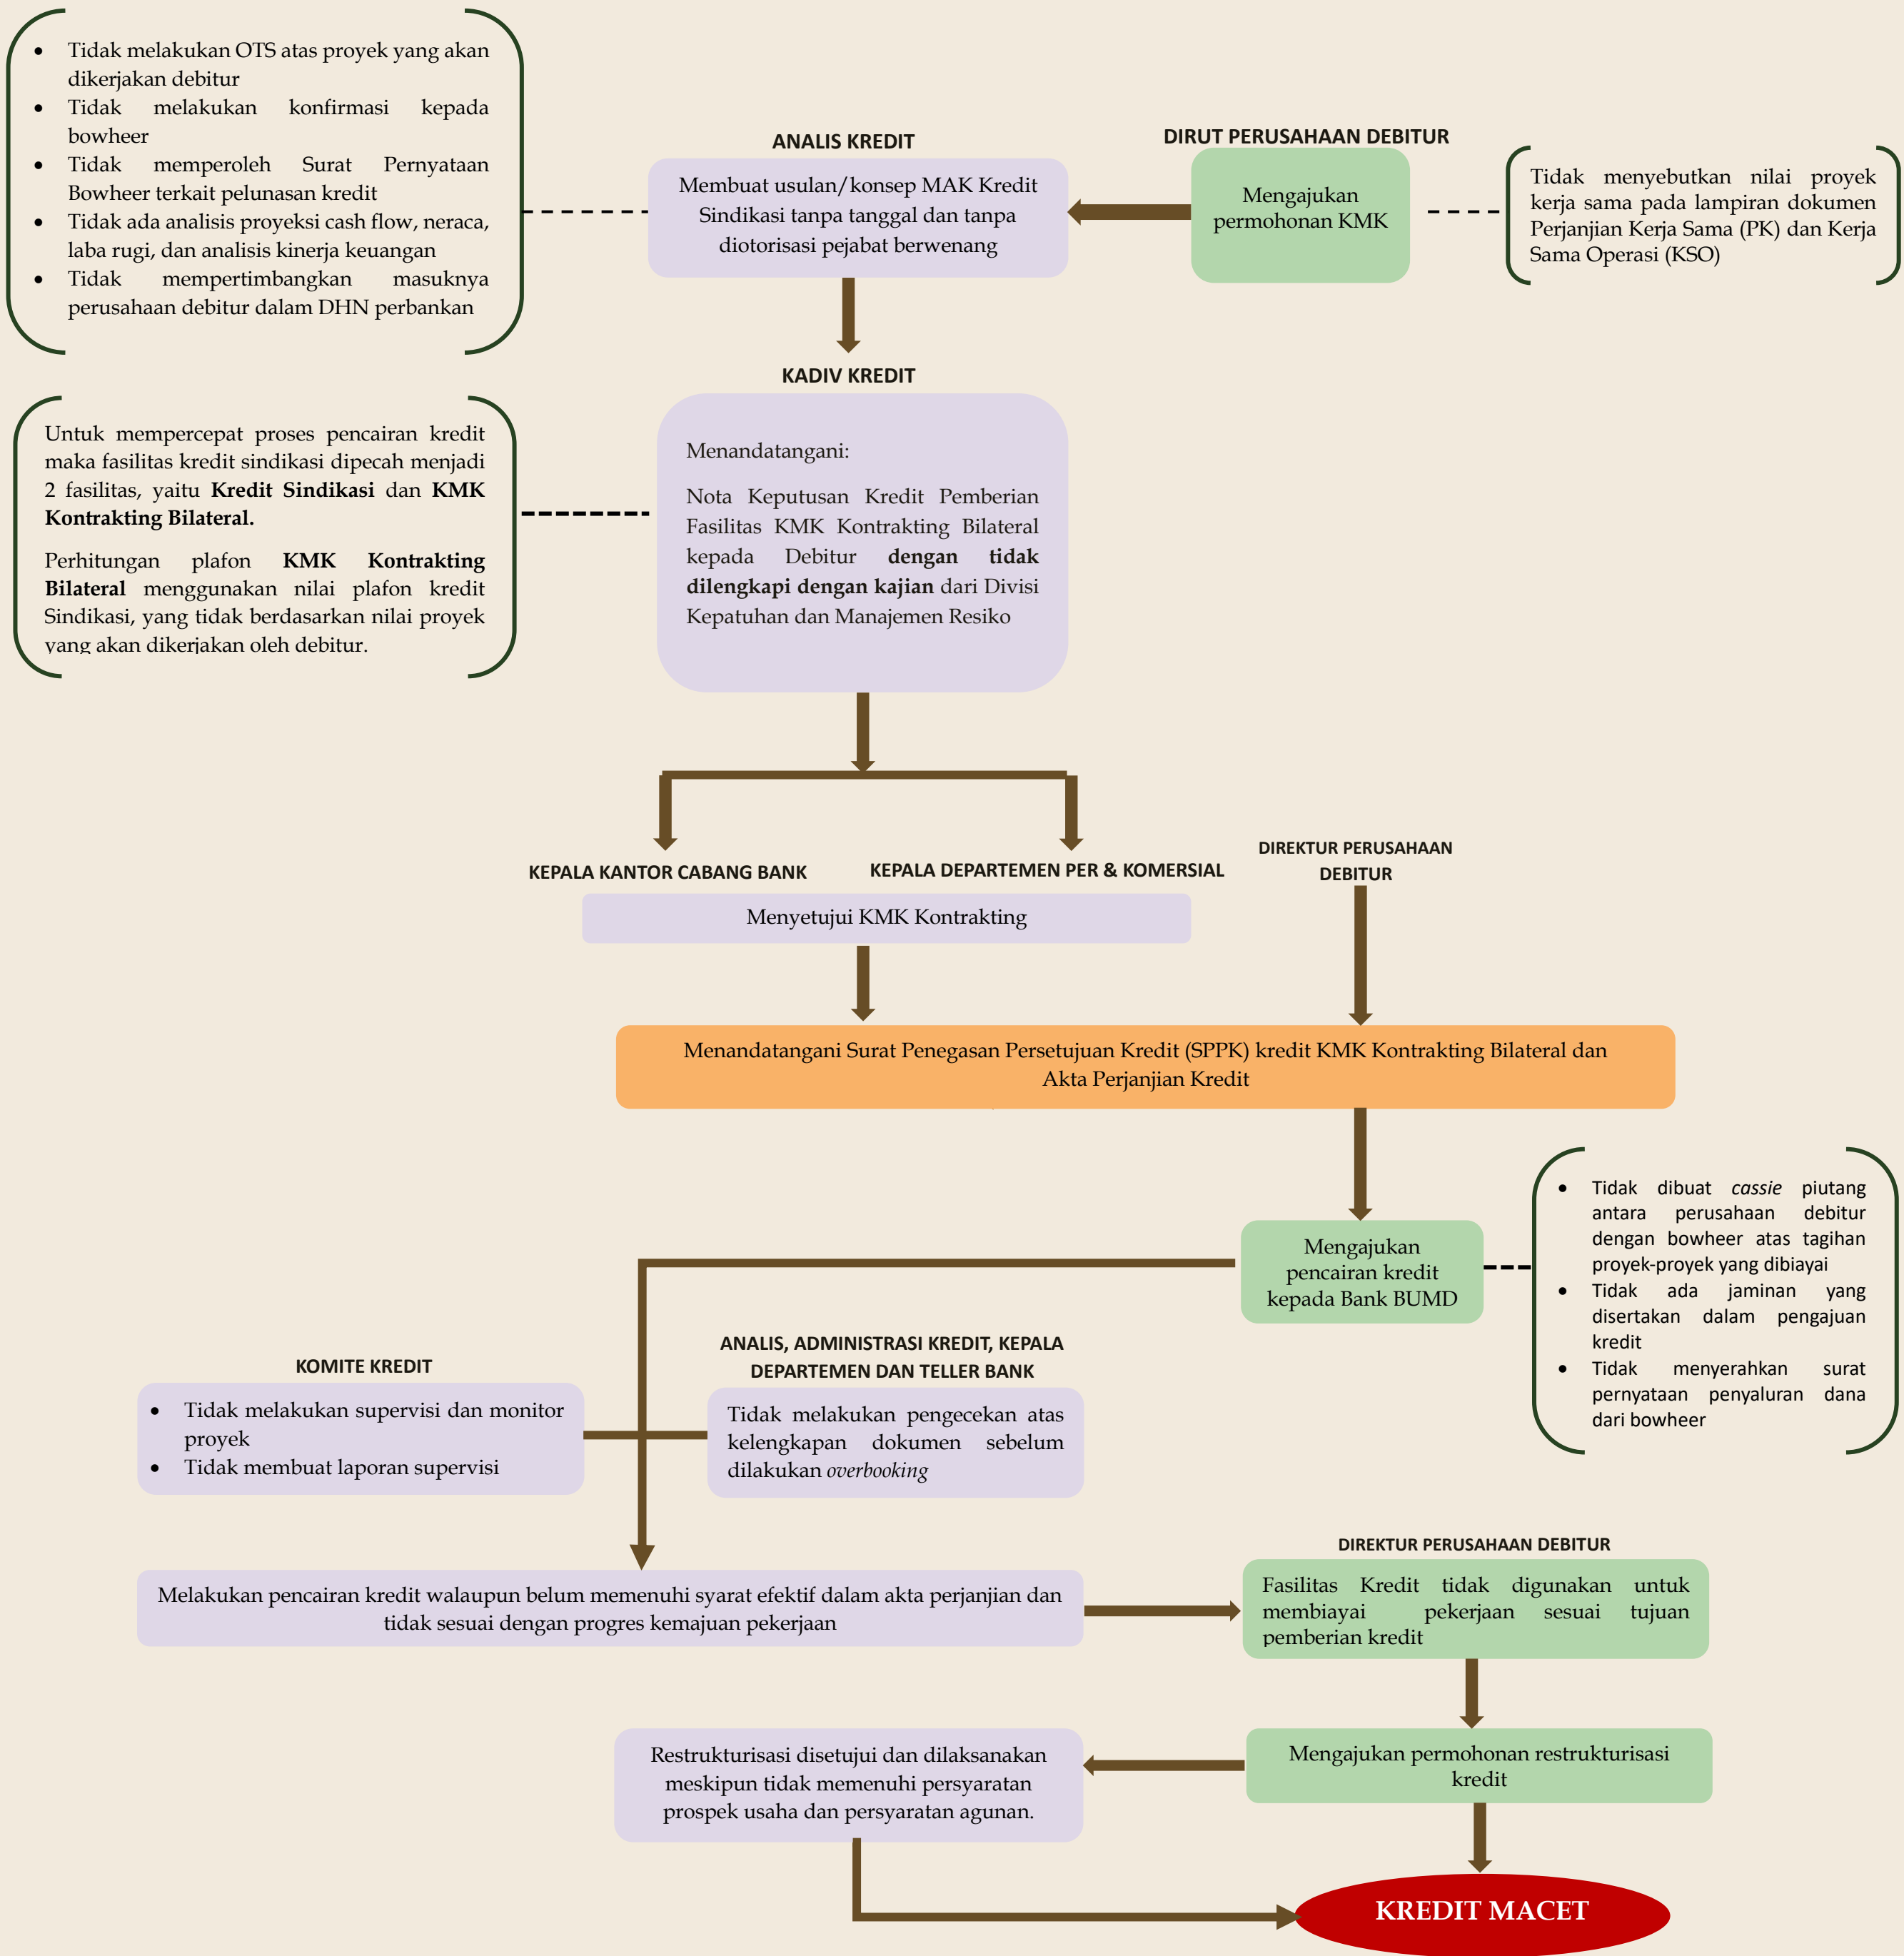 • Tidak melakukan OTS atas proyek yang akan
dikerjakan debitur
• Tidak melakukan konfirmasi kepada
bowheer
• Tidak memperoleh Surat Pernyataan
Bowheer terkait pelunasan kredit
• Tidak ada analisis proyeksi cash flow, neraca,
laba rugi, dan analisis kinerja keuangan
• Tidak mempertimbangkan masuknya
perusahaan debitur dalam DHN perbankan
ANALIS KREDIT
Membuat usulan/konsep MAK Kredit
Sindikasi tanpa tanggal dan tanpa
diotorisasi pejabat berwenang
DIRUT PERUSAHAAN DEBITUR
Mengajukan
permohonan KMK
Tidak menyebutkan nilai proyek
kerja sama pada lampiran dokumen
Perjanjian Kerja Sama (PK) dan Kerja
Sama Operasi (KSO)
KADIV KREDIT
Menandatangani:
Nota Keputusan Kredit Pemberian
Fasilitas KMK Kontrakting Bilateral
kepada Debitur dengan tidak
dilengkapi dengan kajian dari Divisi
Kepatuhan dan Manajemen Resiko
Untuk mempercepat proses pencairan kredit
maka fasilitas kredit sindikasi dipecah menjadi
2 fasilitas, yaitu Kredit Sindikasi dan KMK
Kontrakting Bilateral.
Perhitungan plafon KMK Kontrakting
Bilateral menggunakan nilai plafon kredit
Sindikasi, yang tidak berdasarkan nilai proyek
yang akan dikerjakan oleh debitur.
KEPALA KANTOR CABANG BANK
KEPALA DEPARTEMEN PER & KOMERSIAL
Menyetujui KMK Kontrakting
DIREKTUR PERUSAHAAN
DEBITUR
Menandatangani Surat Penegasan Persetujuan Kredit (SPPK) kredit KMK Kontrakting Bilateral dan
Akta Perjanjian Kredit
Mengajukan
pencairan kredit
kepada Bank BUMD
• Tidak dibuat cassie piutang
antara perusahaan debitur
dengan bowheer atas tagihan
proyek-proyek yang dibiayai
• Tidak ada jaminan yang
disertakan dalam pengajuan
kredit
• Tidak menyerahkan surat
pernyataan penyaluran dana
dari bowheer
KOMITE KREDIT
• Tidak melakukan supervisi dan monitor
proyek
• Tidak membuat laporan supervisi
ANALIS, ADMINISTRASI KREDIT, KEPALA
DEPARTEMEN DAN TELLER BANK
Tidak melakukan pengecekan atas
kelengkapan dokumen sebelum
dilakukan overbooking
Melakukan pencairan kredit walaupun belum memenuhi syarat efektif dalam akta perjanjian dan
tidak sesuai dengan progres kemajuan pekerjaan
DIREKTUR PERUSAHAAN DEBITUR
Fasilitas Kredit tidak digunakan untuk
membiayai pekerjaan sesuai tujuan
pemberian kredit
Mengajukan permohonan restrukturisasi
kredit
Restrukturisasi disetujui dan dilaksanakan
meskipun tidak memenuhi persyaratan
prospek usaha dan persyaratan agunan.
KREDIT MACET